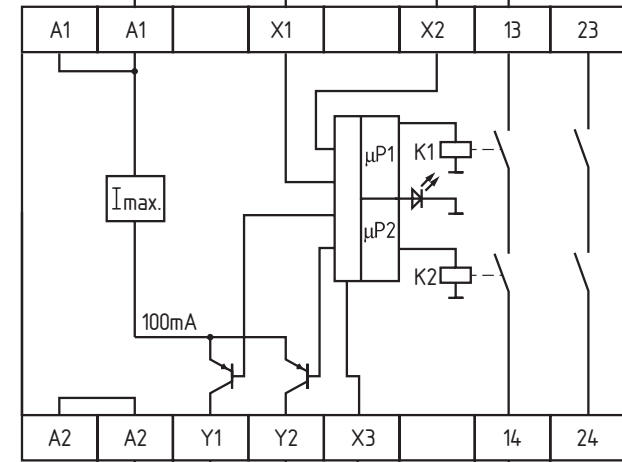 A1 A1 X1 X2 13 23
µP1 K1
Imax.
µP2
K2
100mA
A2 A2 Y1 Y2 X3 14 24